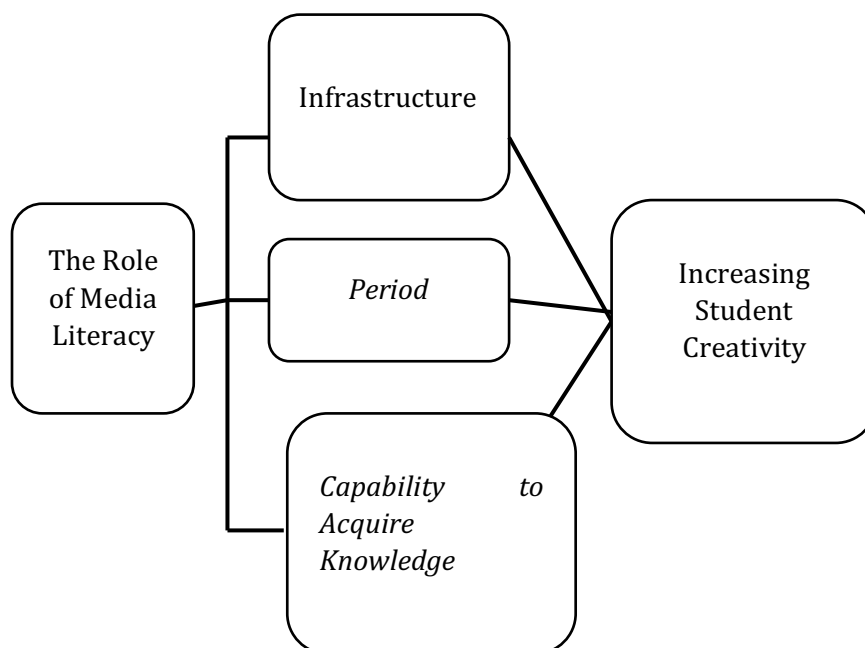 Infrastructure
The Role
of Media
Literacy
Period
Increasing
Student
Creativity
Capability to
Acquire
Knowledge